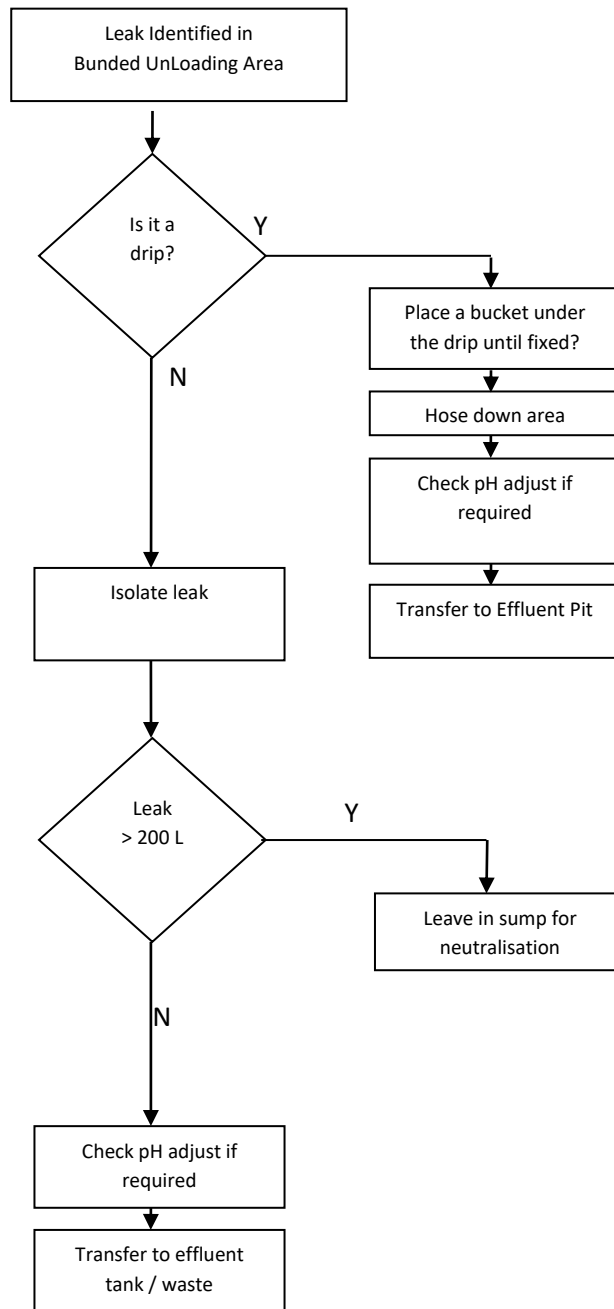 Leak Identified in
Bunded UnLoading Area
Is it a
drip?
Y
Place a bucket under
the drip until fixed?
N
Hose down area
Check pH adjust if
required
Isolate leak
Transfer to Effluent Pit
Leak
> 200 L
Y
Leave in sump for
neutralisation
N
Check pH adjust if
required
Transfer to effluent
tank / waste